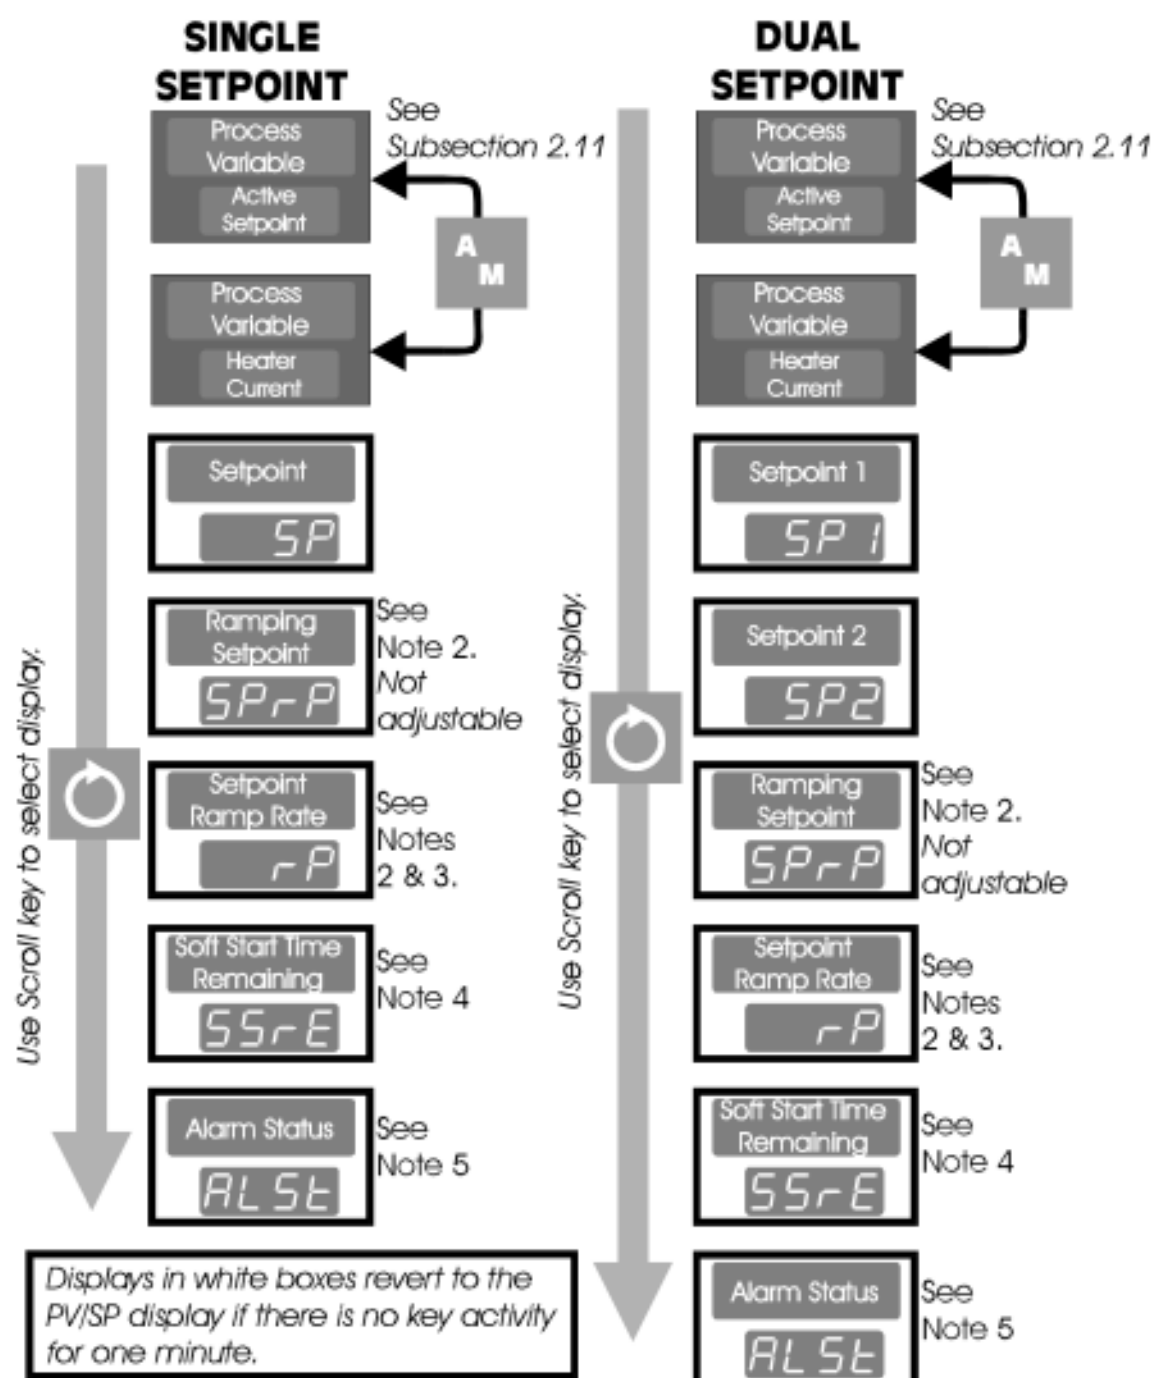 SINGLE
SETPOINT
Process
Variable
Active
Setpoint
See
Subsection 2.11
A
M
Process
Variable
Heater
Current
Setpoint
SP
Ramping
Setpoint
SPrP
See
Note 2.
Not
adjustable
Setpoint
Ramp Rate
rP
See
Notes
2 & 3.
Soft Start Time
Remaining
SSrE
See
Note 4
Alarm Status
ALSt
See
Note 5
Use Scroll key to select display.
Displays in white boxes revert to the
PV/SP display if there is no key activity
for one minute.
DUAL
SETPOINT
Process
Variable
Active
Setpoint
See
Subsection 2.11
A
M
Process
Variable
Heater
Current
Setpoint 1
SP1
Setpoint 2
SP2
Ramping
Setpoint
SPrP
See
Note 2.
Not
adjustable
Setpoint
Ramp Rate
rP
See
Notes
2 & 3.
Soft Start Time
Remaining
SSrE
See
Note 4
Alarm Status
ALSt
See
Note 5
Use Scroll key to select display.